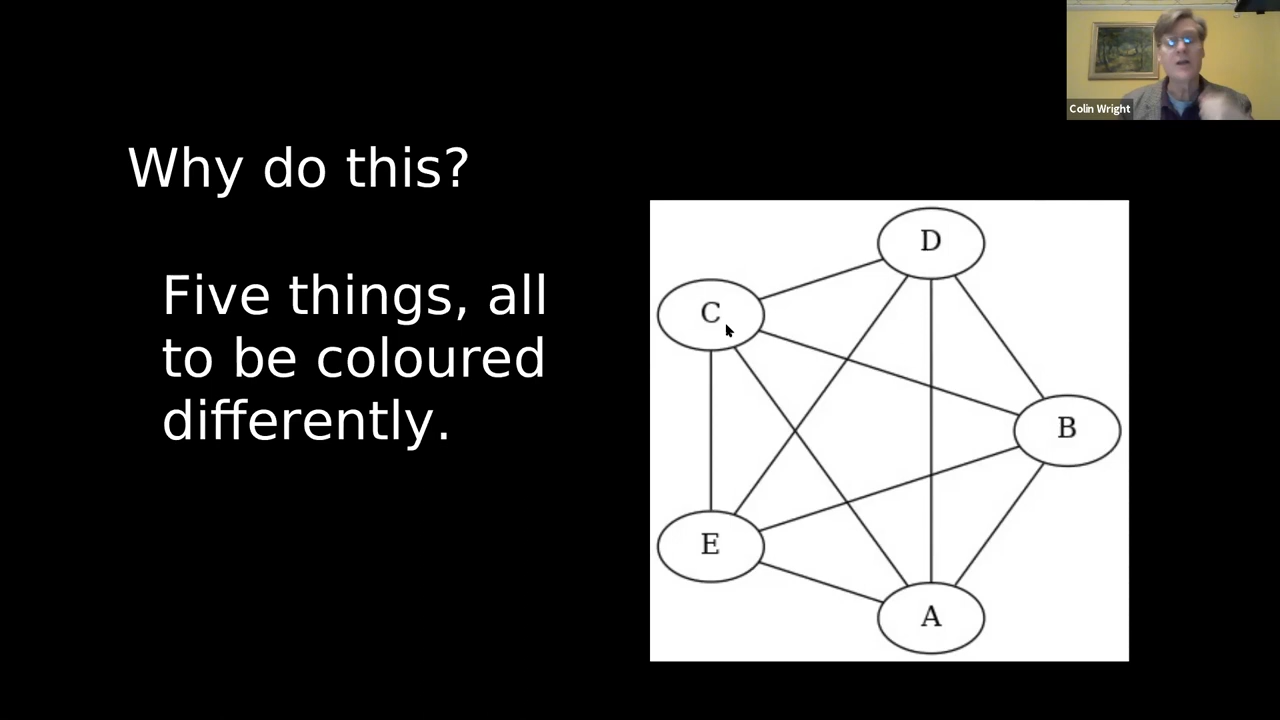 Colin Wright
Why do this?
Five things, all
to be coloured
differently.
D
C
B
E
A